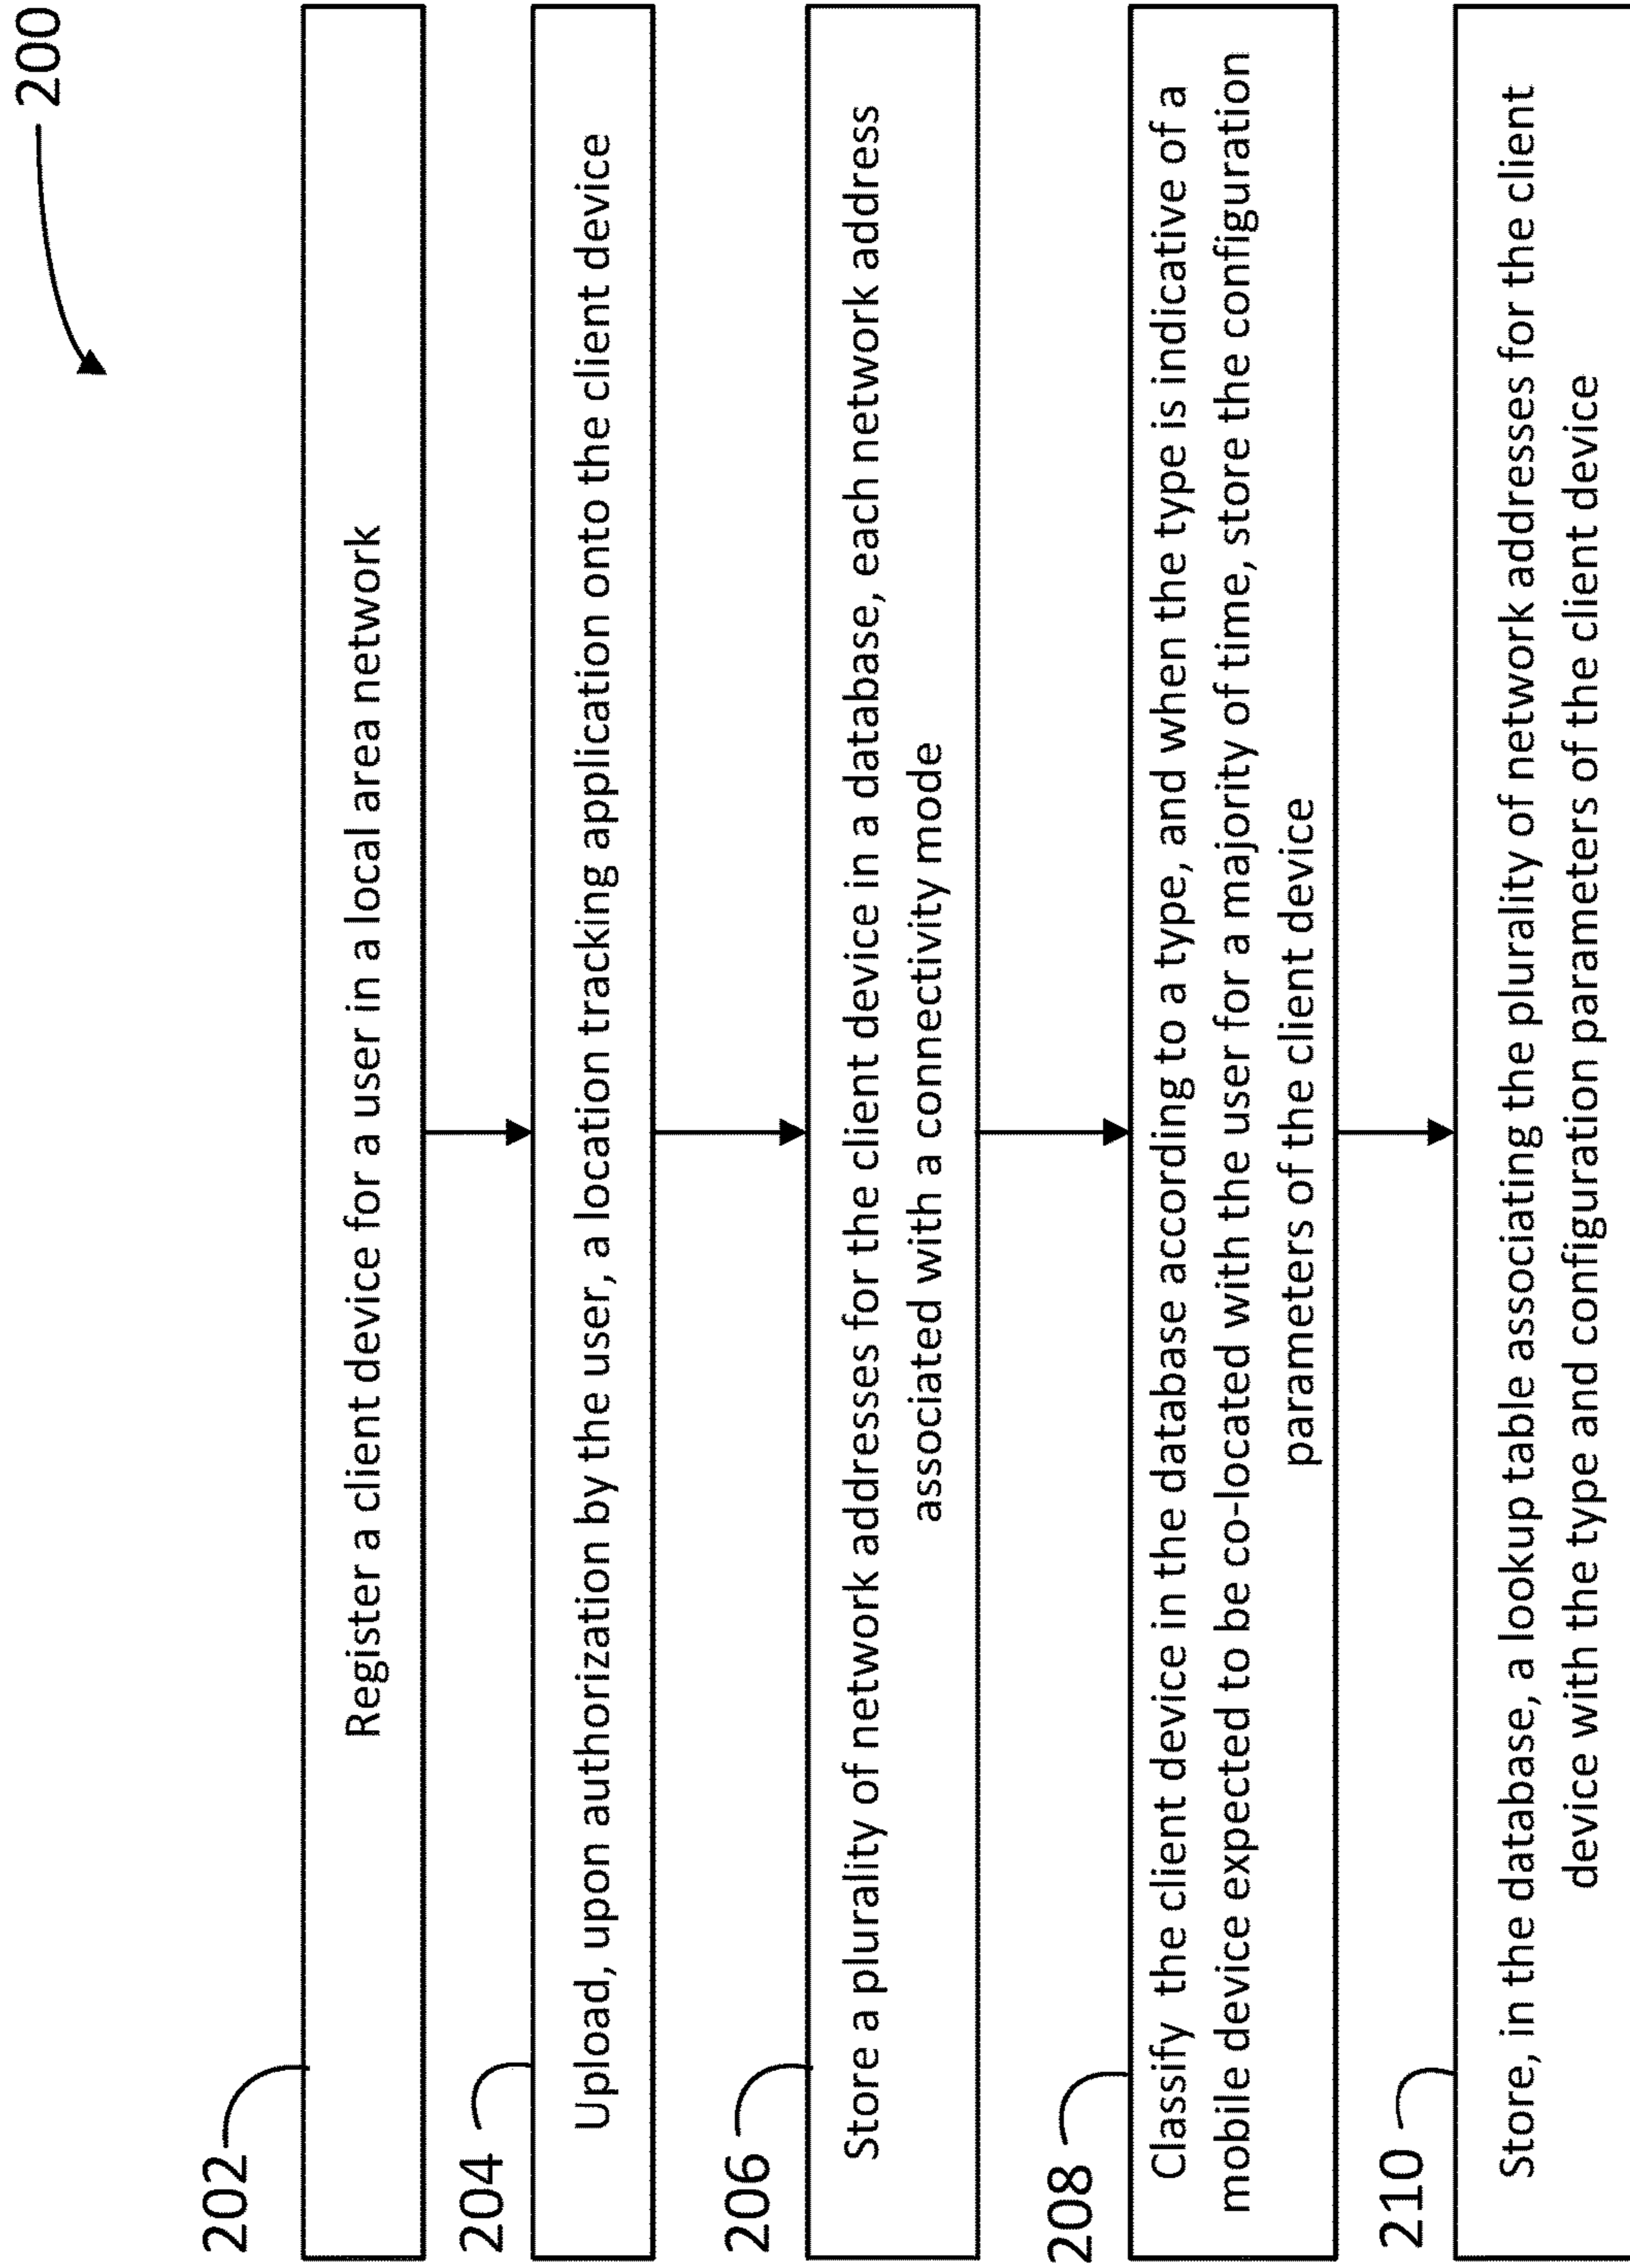 200
202
Register a client device for a user in a local area network
204
Upload, upon authorization by the user, a location tracking application onto the client device
206
Store a plurality of network addresses for the client device in a database, each network address
associated with a connectivity mode
208
Classify the client device in the database according to a type, and when the type is indicative of a
mobile device expected to be co-located with the user for a majority of time, store the configuration
parameters of the client device
210
Store, in the database, a lookup table associating the plurality of network addresses for the client
device with the type and configuration parameters of the client device